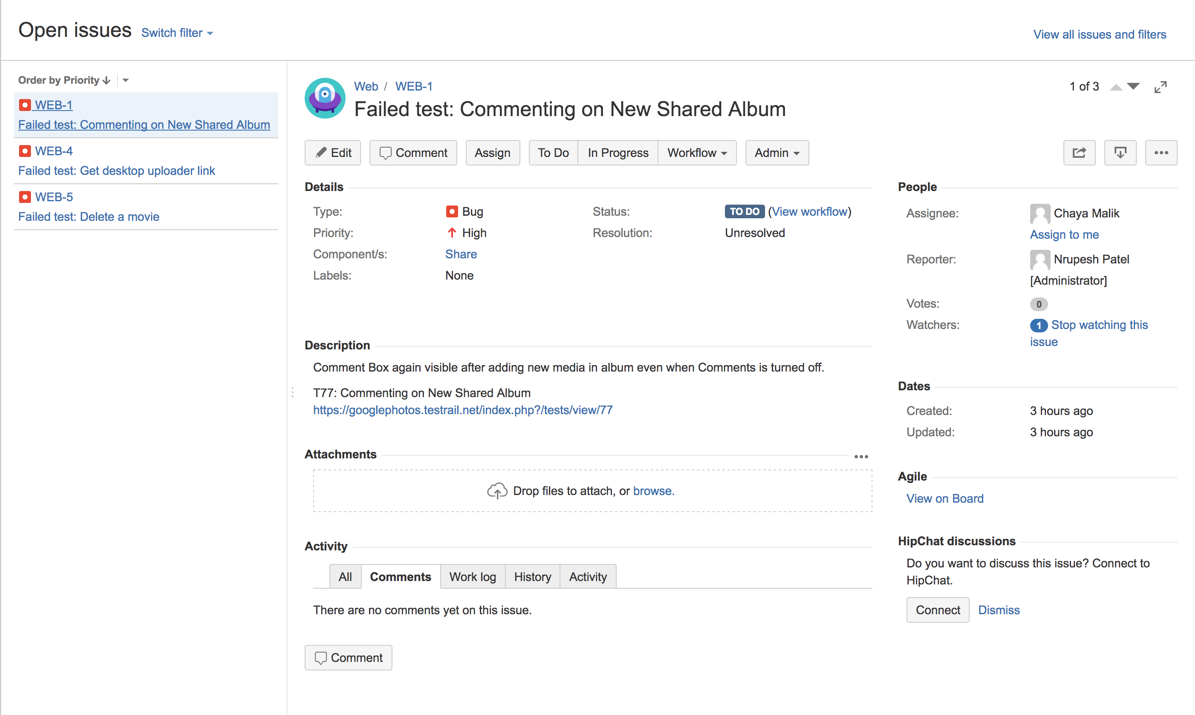 Open issues Switch filter
View all issues and filters
Order by Priority
WEB-1
Failed test: Commenting on New Shared Album
WEB-4
Failed test: Get desktop uploader link
WEB-5
Failed test: Delete a movie
Web / WEB-1
Failed test: Commenting on New Shared Album
1 of 3
Edit Comment Assign To Do In Progress Workflow Admin
Details
Type: Bug
Status: TO DO (View workflow)
Priority: High
Resolution: Unresolved
Component/s: Share
Labels: None
Description
Comment Box again visible after adding new media in album even when Comments is turned off.
T77: Commenting on New Shared Album
https://googlephotos.testrail.net/index.php?/tests/view/77
Attachments
Drop files to attach, or browse.
Activity
All Comments Work log History Activity
There are no comments yet on this issue.
Comment
People
Assignee: Chaya Malik
Assign to me
Reporter: Nrupesh Patel
[Administrator]
Votes: 0
Watchers: 1 Stop watching this
issue
Dates
Created: 3 hours ago
Updated: 3 hours ago
Agile
View on Board
HipChat discussions
Do you want to discuss this issue? Connect to
HipChat.
Connect Dismiss